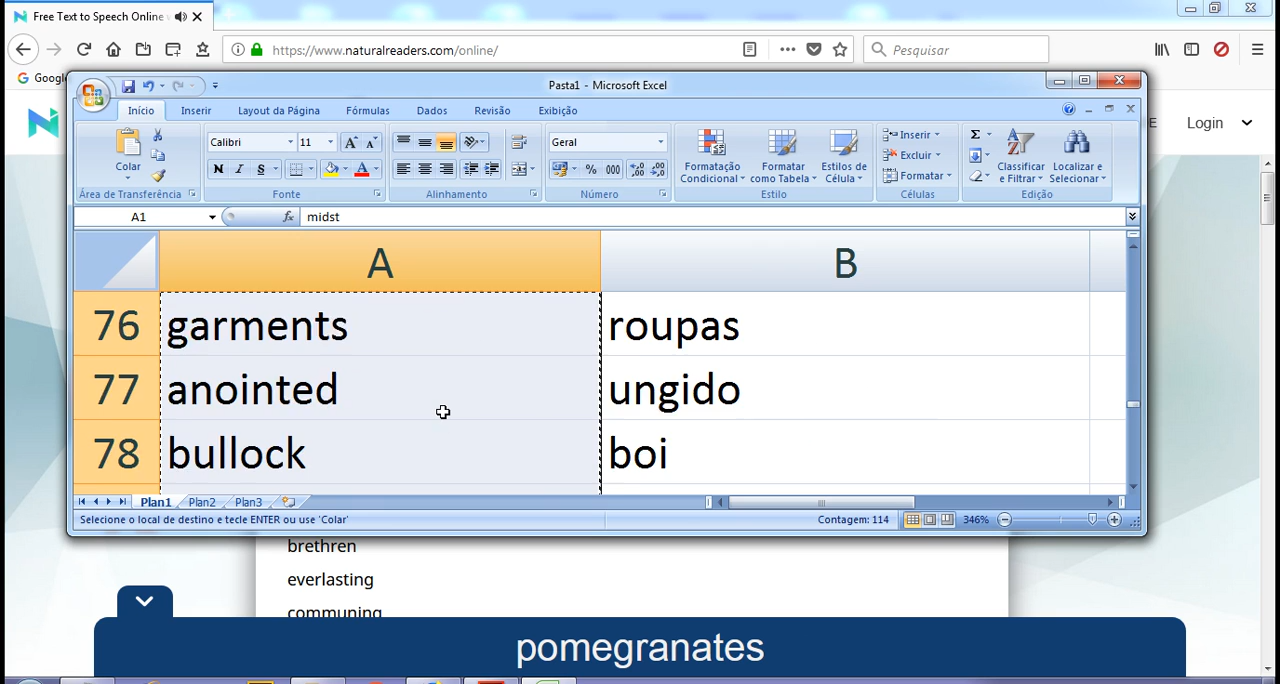 Free Text to Speech Online
https://www.naturalreaders.com/online/
Pesquisar
Googl
Login
E
Pasta1 - Microsoft Excel
Início Inserir Layout da Página Fórmulas Dados Revisão Exibição
Colar
Área de Transferência
Calibri 11
N I S
Fonte
Alinhamento
Geral
% 000
Número
Formatação Condicional
Formatar como Tabela
Estilos de Célula
Estilo
Inserir
Excluir
Formatar
Células
Σ
Classificar e Filtrar
Localizar e Selecionar
Edição
A1 fx midst
A B
76 garments roupas
77 anointed ungido
78 bullock boi
Plan1 Plan2 Plan3
Selecione o local de destino e tecle ENTER ou use 'Colar' Contagem: 114 346%
brethren
everlasting
communing
pomegranates